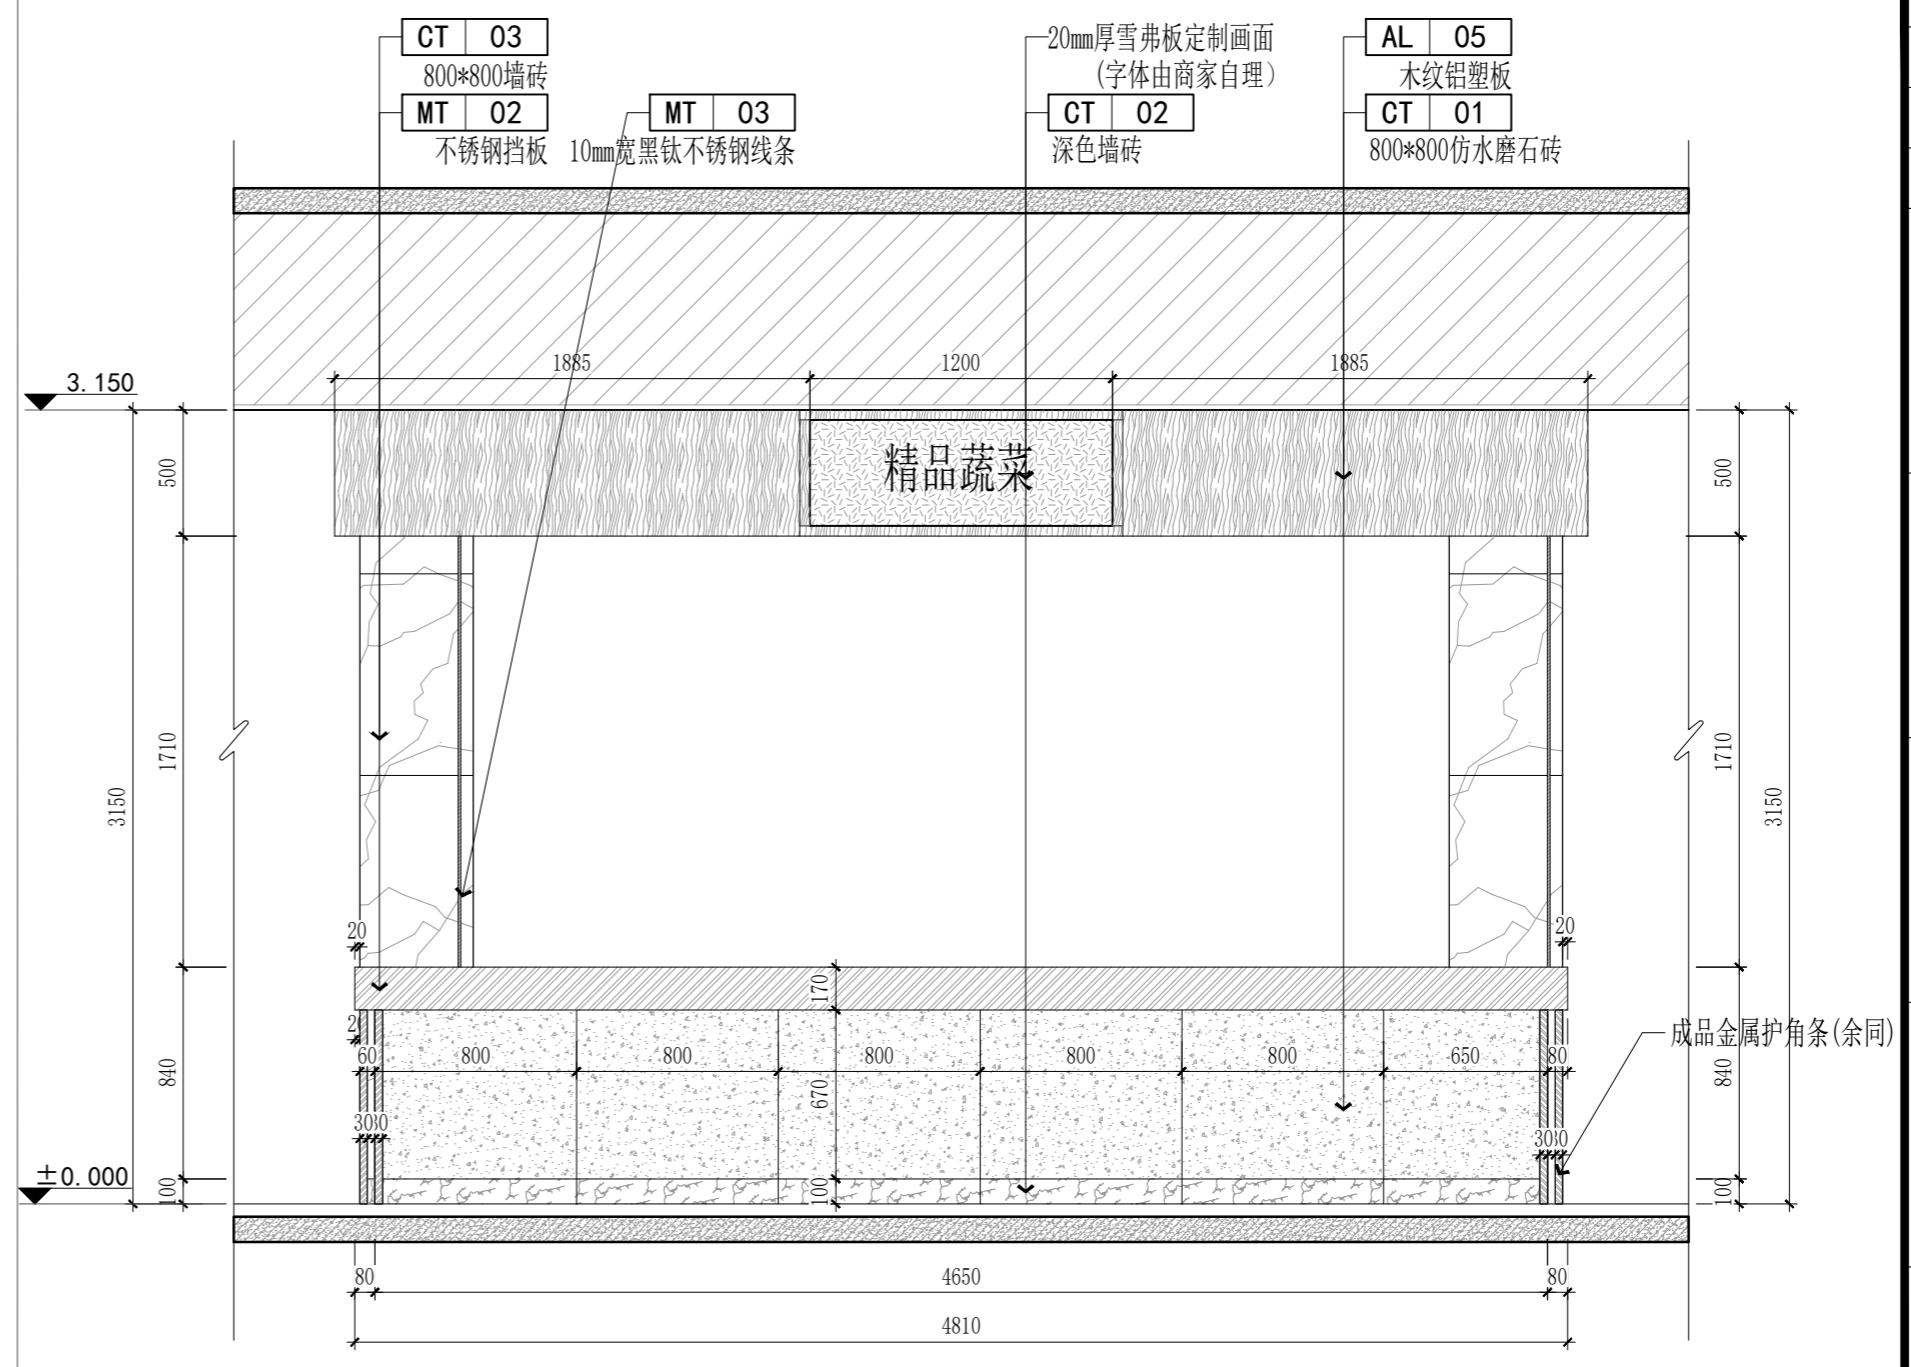 CT 03
800*800墙砖
MT 02
不锈钢挡板
MT 03
10mm宽黑钛不锈钢线条
20mm厚雪弗板定制画面
(字体由商家自理)
CT 02
深色墙砖
AL 05
木纹铝塑板
CT 01
800*800仿水磨石砖
1885 1200 1885
3.150
精品蔬菜
500
500
1710
3150
1710
3150
20
20
170
成品金属护角条(余同)
60 800 800 800 800 800 650 80
840
670
840
30
30
±0.000
100
100
100
80 4650 80
4810